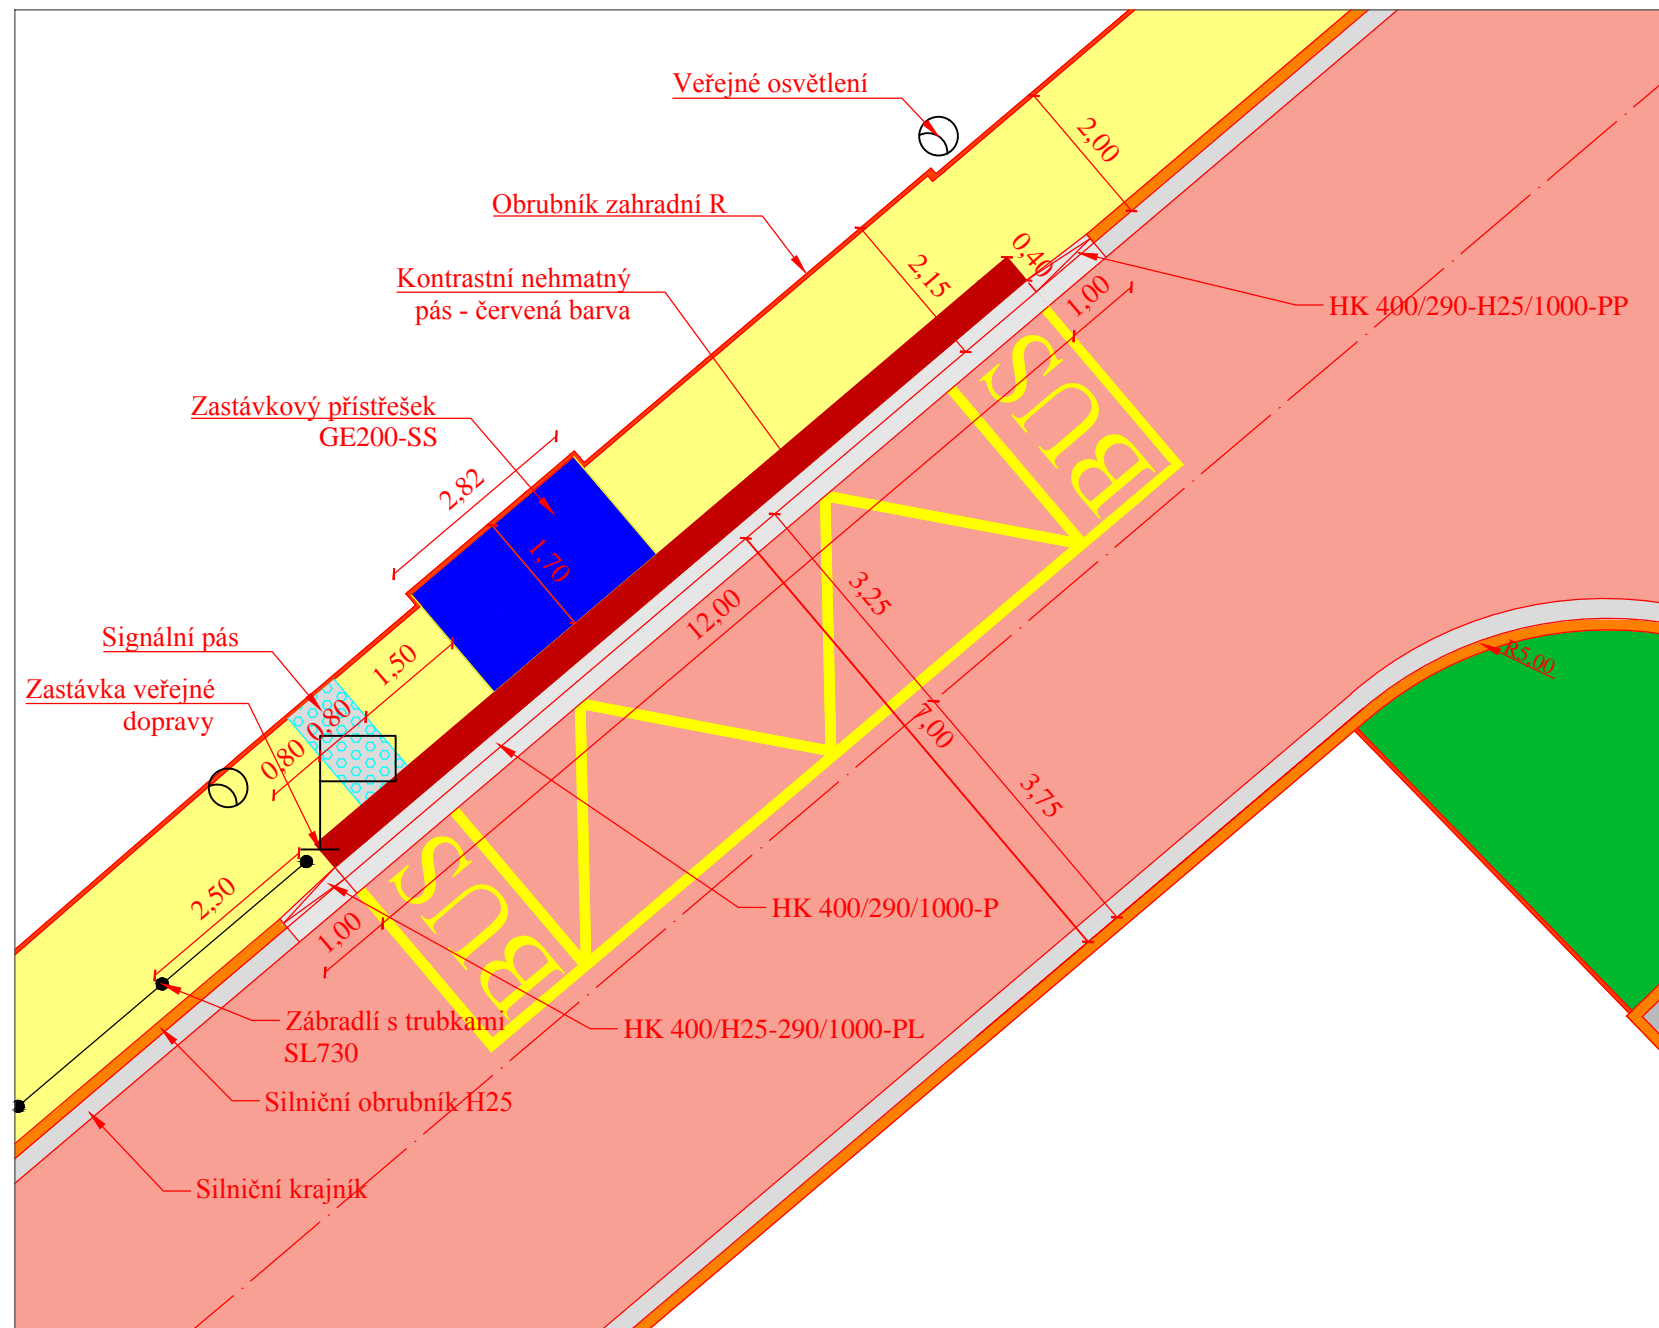 Veřejné osvětlení
2,00
Obrubník zahradní R
0,40
Kontrastní nehmatný
pás - červená barva
2,15
1,00
HK 400/290-H25/1000-PP
BUS
Zastávkový přístřešek
GE200-SS
2,82
1,70
3,25
12,00
Signální pás
1,50
R5,00
Zastávka veřejné
dopravy
0,80
0,80
7,00
3,75
BUS
2,50
1,00
HK 400/290/1000-P
Zábradlí s trubkami
SL730
HK 400/H25-290/1000-PL
Silniční obrubník H25
Silniční krajník